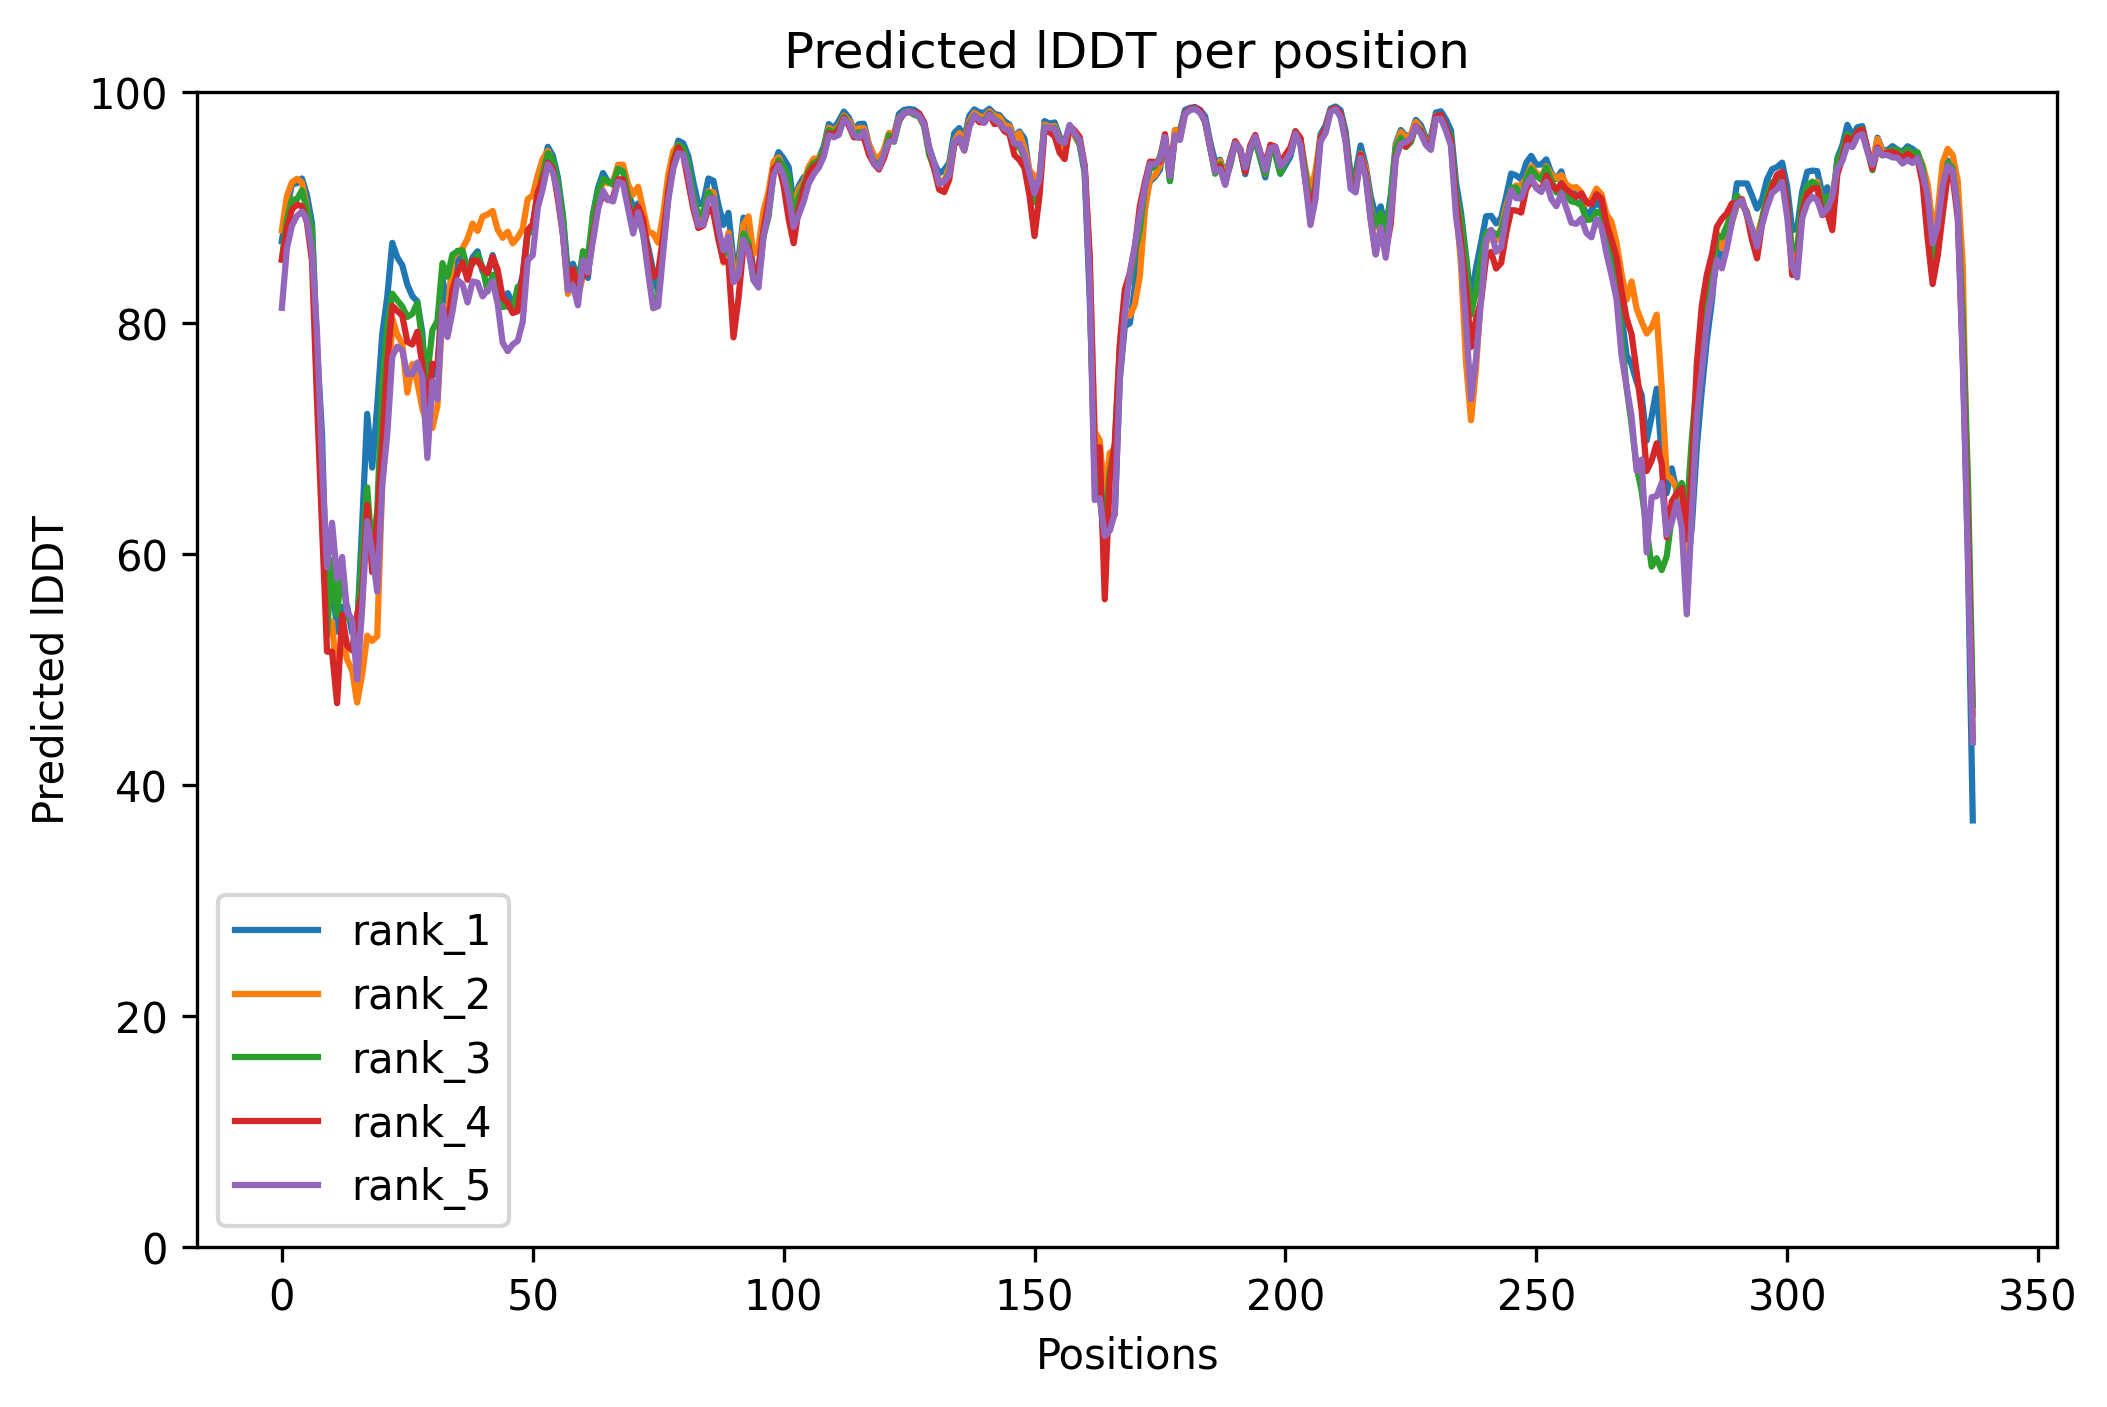 Predicted lDDT per position
100
80
60
40
20
0
Predicted lDDT
rank_1
rank_2
rank_3
rank_4
rank_5
0 50 100 150 200 250 300 350
Positions